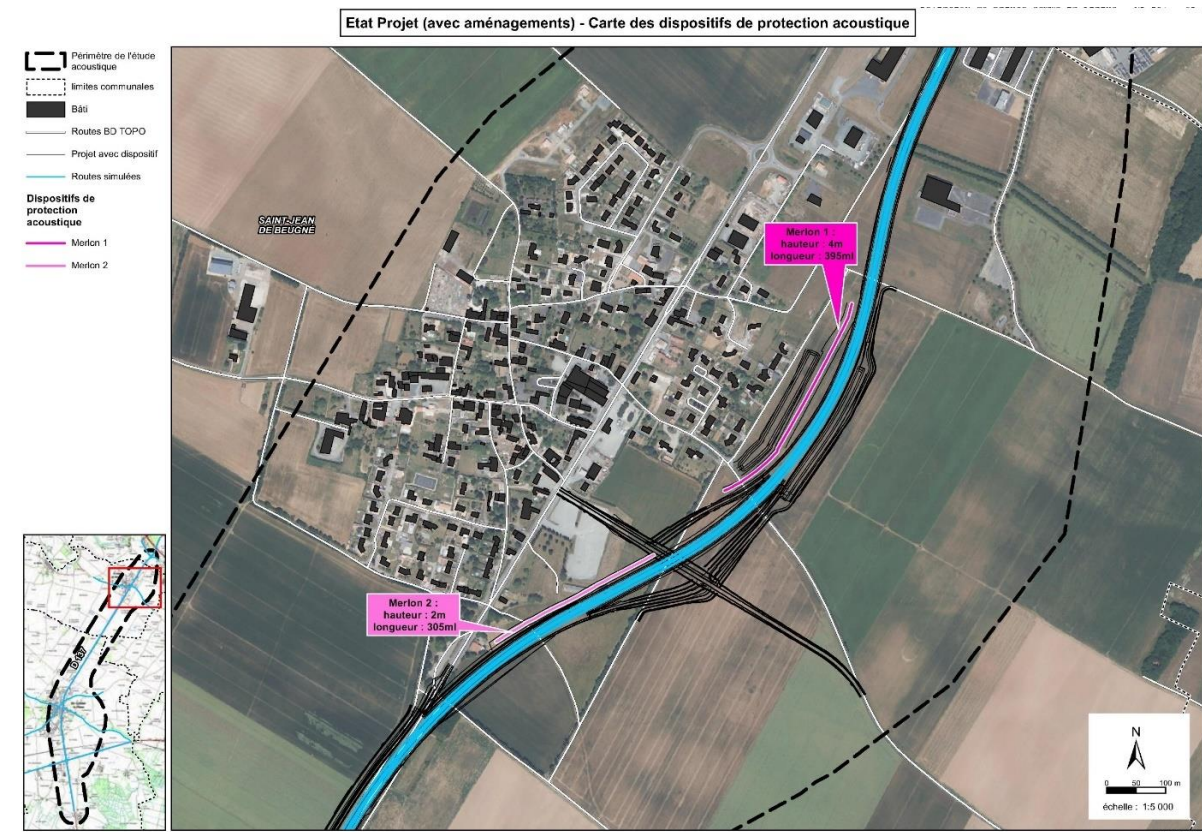 Etat Projet (avec aménagements) - Carte des dispositifs de protection acoustique
Périmètre de l'étude
acoustique
limites communales
Bâti
Routes BD TOPO
Projet avec dispositif
Routes simulées
Dispositifs de
protection
acoustique
Merlon 1
Merlon 2
SAINT-JEAN
DE BEUGNE
Merlon 1 :
hauteur : 4m
longueur : 395ml
Merlon 2 :
hauteur : 2m
longueur : 305ml
D 137
N
0 50 100 m
échelle : 1:5 000